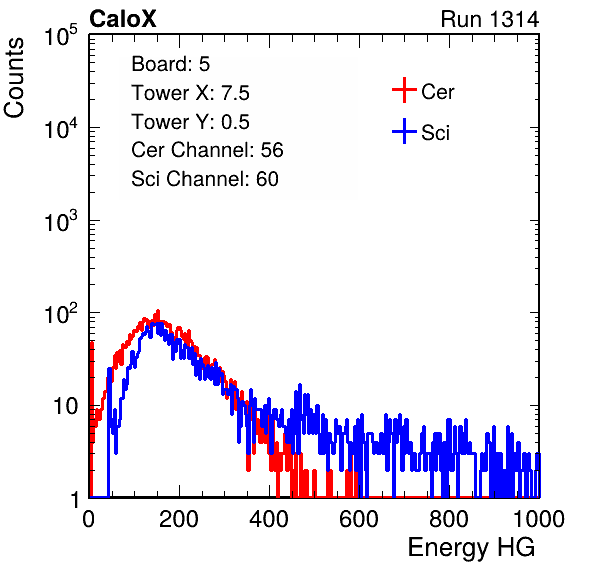 CaloX Run 1314
Counts
10^5
10^4
10^3
10^2
10
1
Board: 5
Tower X: 7.5
Tower Y: 0.5
Cer Channel: 56
Sci Channel: 60
Cer
Sci
0 200 400 600 800 1000
Energy HG